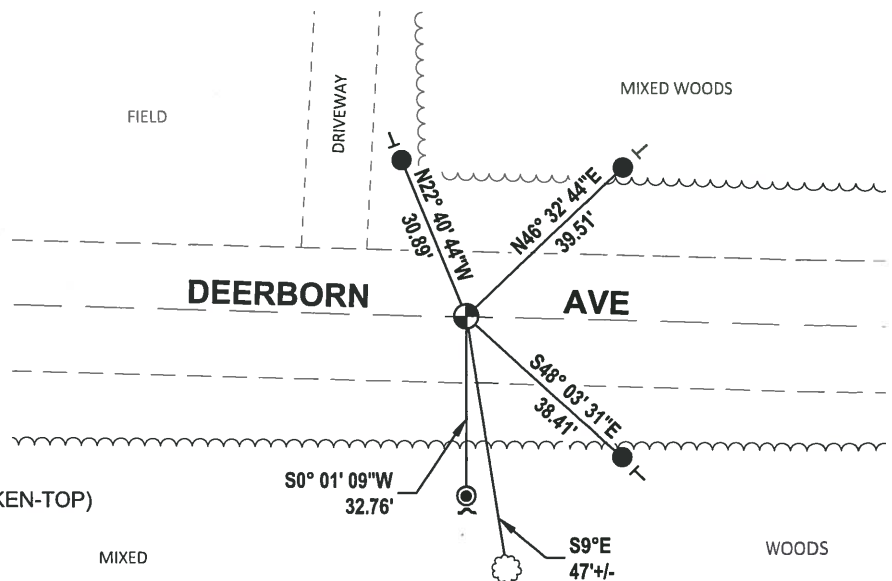 MIXED WOODS
FIELD
DRIVEWAY
N22° 40' 44"W
30.89'
N46° 32' 44"E
39.51'
DEERBORN AVE
S48° 03' 31"E
38.41'
S0° 01' 09"W
32.76'
KEN-TOP)
S9°E
47'+/-
MIXED WOODS